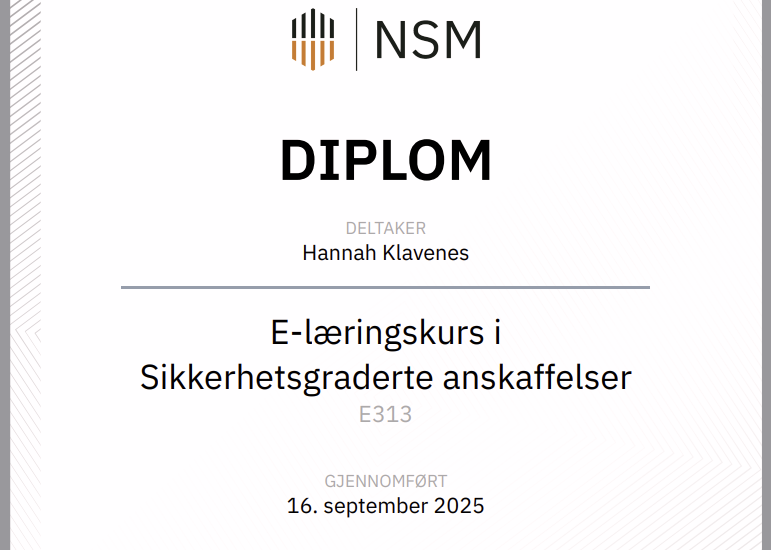 NSM
DIPLOM
DELTAKER
Hannah Klavenes
E-læringskurs i
Sikkerhetsgraderte anskaffelser
E313
GJENNOMFØRT
16. september 2025